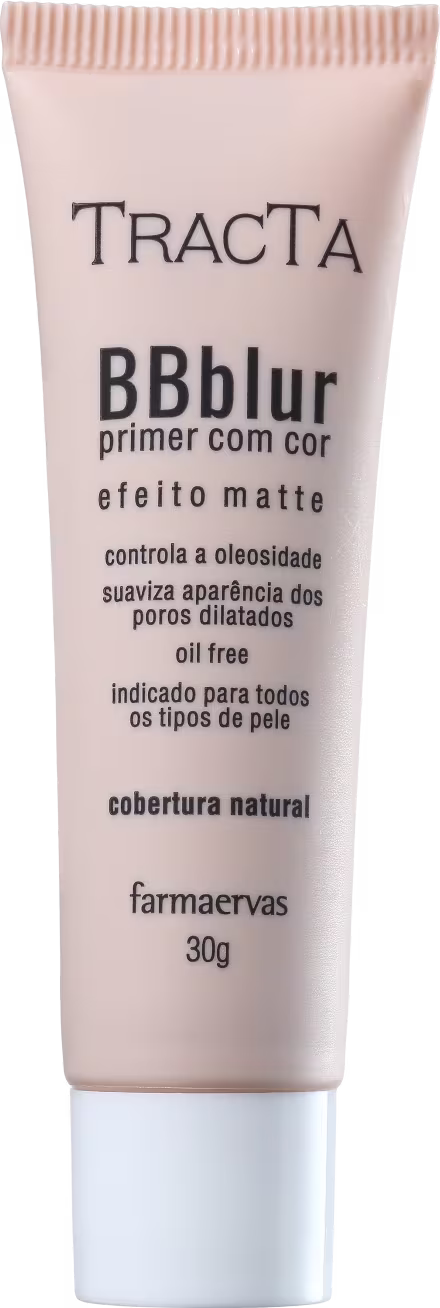 TRACTA
BBblur
primer com cor
efeito matte
controla a oleosidade
suaviza aparência dos
poros dilatados
oil free
indicado para todos
os tipos de pele
cobertura natural
farmaervas
30g